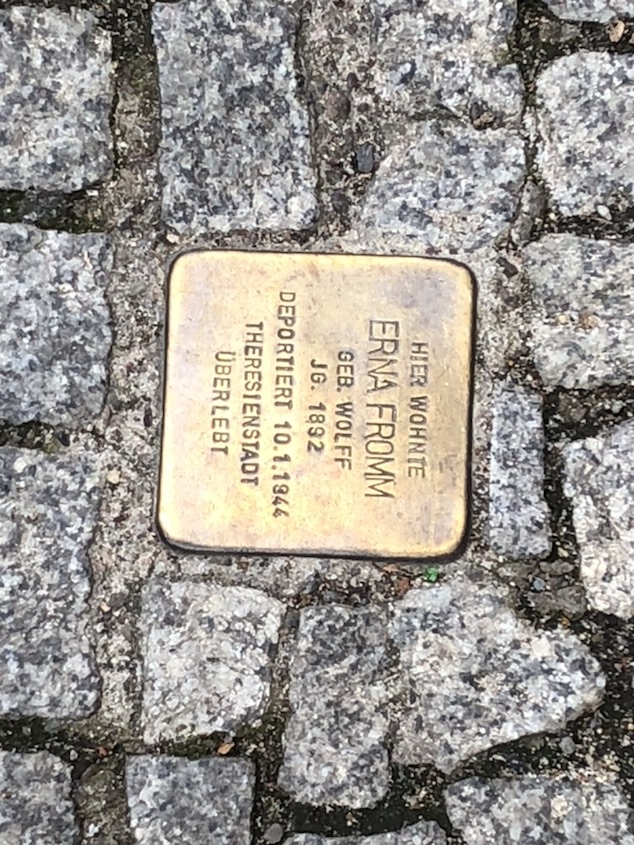 HIER WOHNTE
ERNA FROMM
GEB. WOLFF
JG. 1892
DEPORTIERT 10.1.1944
THERESIENSTADT
ÜBERLEBT